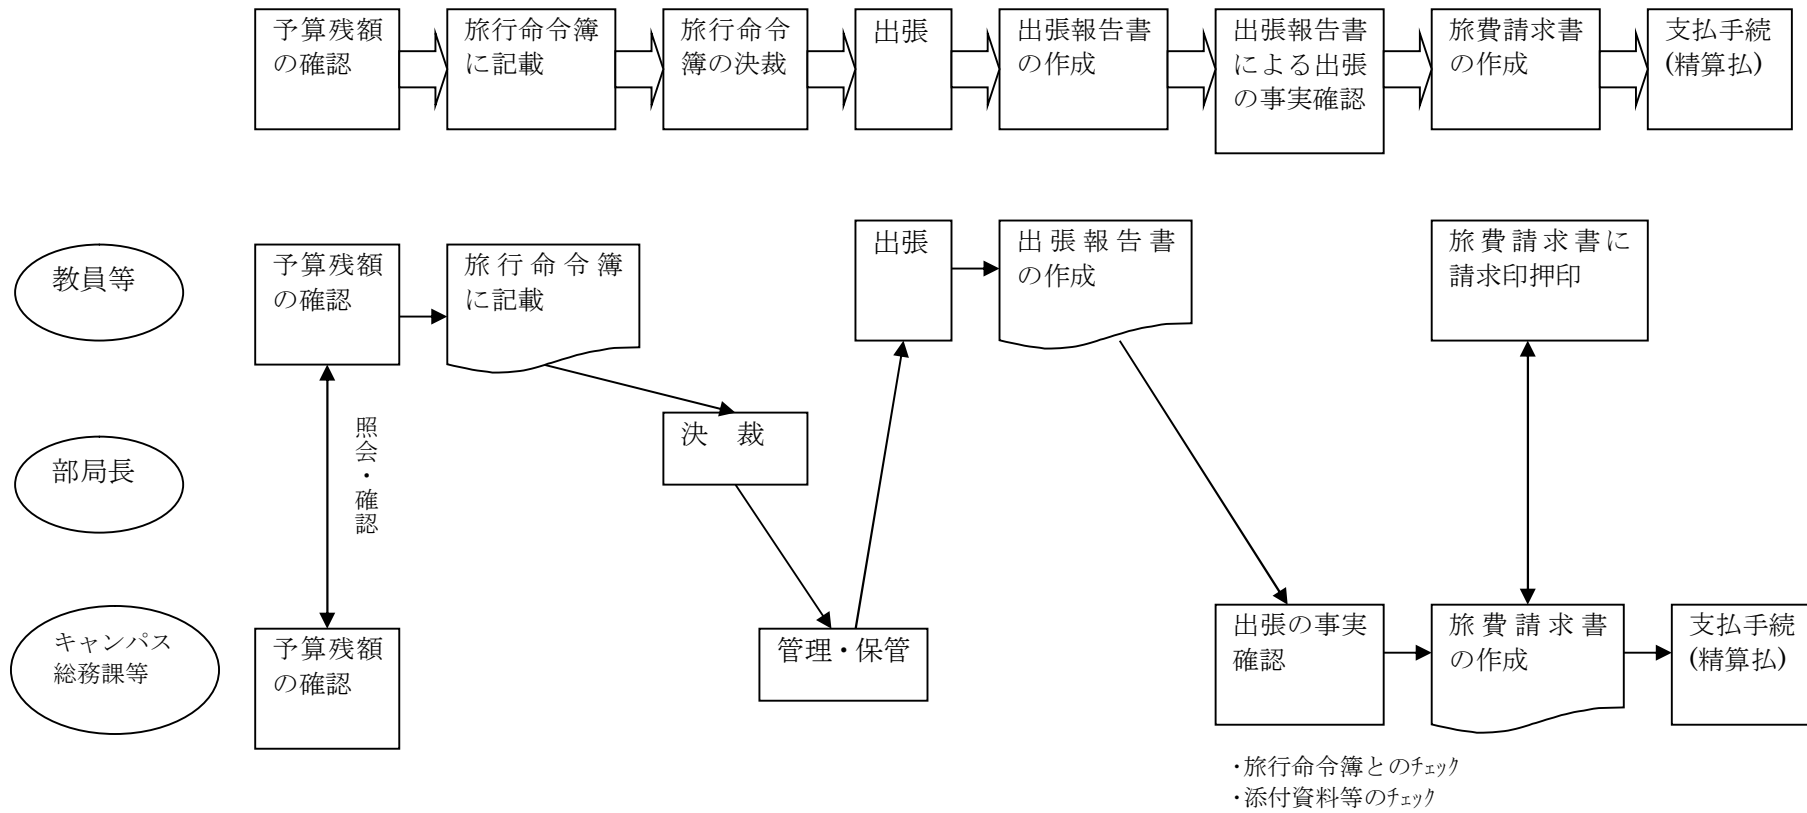 予算残額
の確認
旅行命令簿
に記載
旅行命令
簿の決裁
出張
出張報告書
の作成
出張報告書
による出張
の事実確認
旅費請求書
の作成
支払手続
(精算払)
教員等
予算残額
の確認
旅行命令簿
に記載
出張
出張報告書
の作成
旅費請求書に
請求印押印
部局長
照会・確認
決 裁
キャンパス
総務課等
予算残額
の確認
管理・保管
出張の事実
確認
旅費請求書
の作成
支払手続
(精算払)
・旅行命令簿とのﾁｪｯｸ
・添付資料等のﾁｪｯｸ